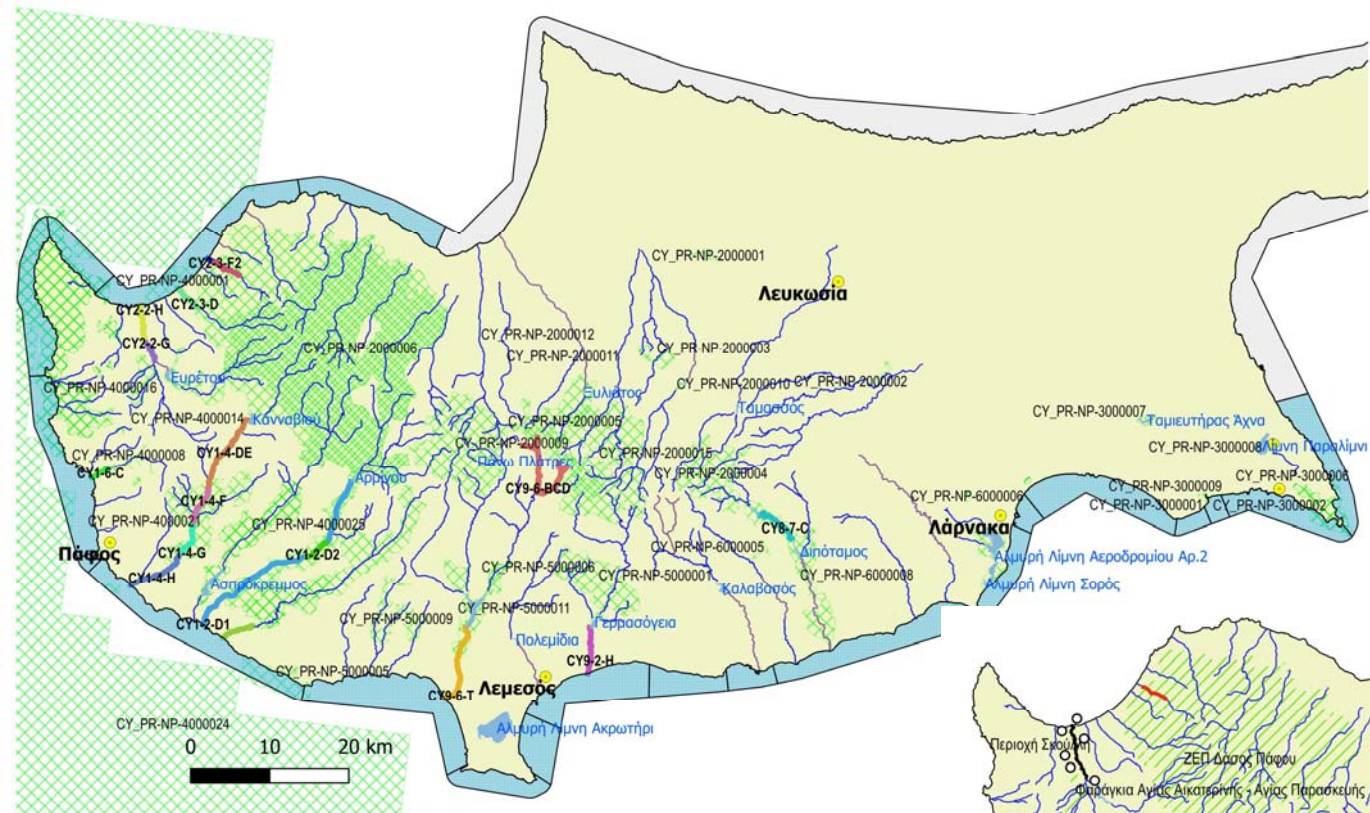 CY_PR-NP-2000001
CY2-3-F2
CY_PR-NP-4000001
Λευκωσία
CY2-3-D
CY2-2-H
CY_PR-NP-2000012
CY2-2-G
CY_PR-NP-2000006
CY_PR-NP-2000003
CY_PR-NP-2000011
Ευρέτου
CY_PR-NP-4000016
CY_PR-NP-2000010
CY_PR-NP-2000002
Ξυλιάτος
Ταμασσός
CY_PR-NP-3000007
Ταμιευτήρας Άχνα
CY_PR-NP-4000014
Κανναβιού
CY_PR-NP-2000005
CY_PR-NP-2000009
CY_PR-NP-3000008
Λίμνη Παραλίμνι
CY1-4-DE
CY_PR-NP-4000008
CY_PR-NP-2000015
Πάνω Πλάτρες
CY1-6-C
CY_PR-NP-2000004
CY_PR-NP-3000006
Αρμίνου
CY9-6-BCD
CY_PR-NP-3000009
CY_PR-NP-6000006
CY1-4-F
CY_PR-NP-3000001
CY_PR-NP-3000002
CY_PR-NP-4000021
CY_PR-NP-4000025
CY8-7-C
Λάρνακα
Πάφος
CY1-4-G
CY1-2-D2
CY_PR-NP-6000005
Διπόταμος
Αλμυρή Λίμνη Αεροδρομίου Αρ.2
CY_PR-NP-5000006
CY1-4-H
CY_PR-NP-5000001
CY_PR-NP-6000008
Ασπρόκρεμμος
Καλαβασός
Αλμυρή Λίμνη Σορός
CY_PR-NP-5000011
CY_PR-NP-5000009
CY1-2-D1
Γερμασόγεια
Πολεμίδια
CY9-2-H
CY_PR-NP-5000005
Λεμεσός
CY9-6-T
CY_PR-NP-4000024
Αλμυρή Λίμνη Ακρωτήρι
0 10 20 km
Περιοχή Σκούλλη
ΖΕΠ Δάσος Πάφου
Φαράγκια Αγίας Αικατερίνης - Αγίας Παρασκευής